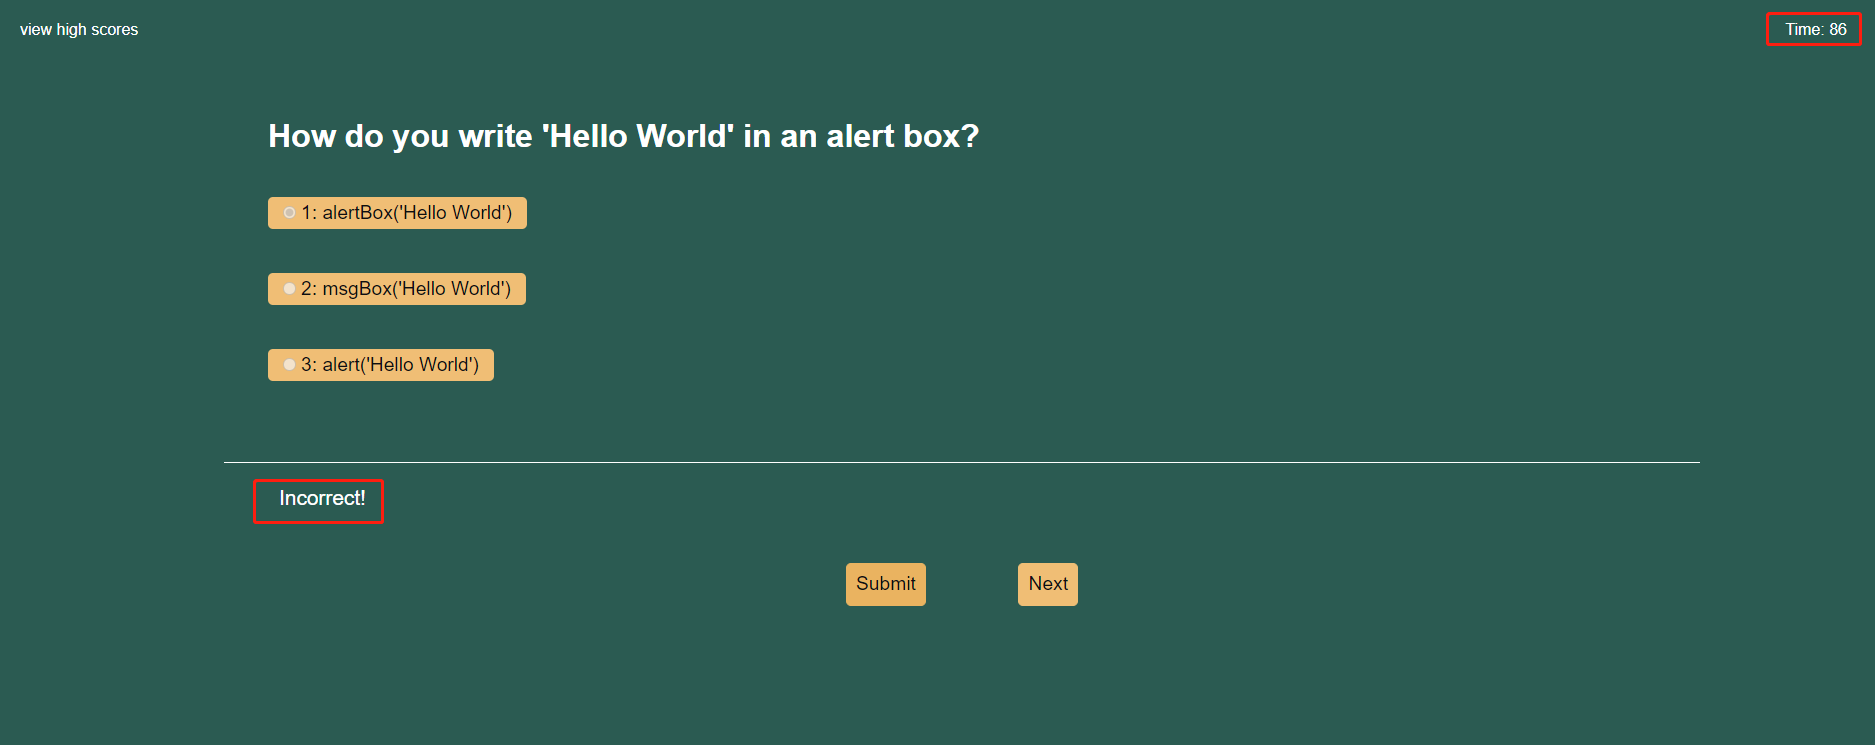 view high scores
Time: 86
How do you write 'Hello World' in an alert box?
1: alertBox('Hello World')
2: msgBox('Hello World')
3: alert('Hello World')
Incorrect!
Submit
Next